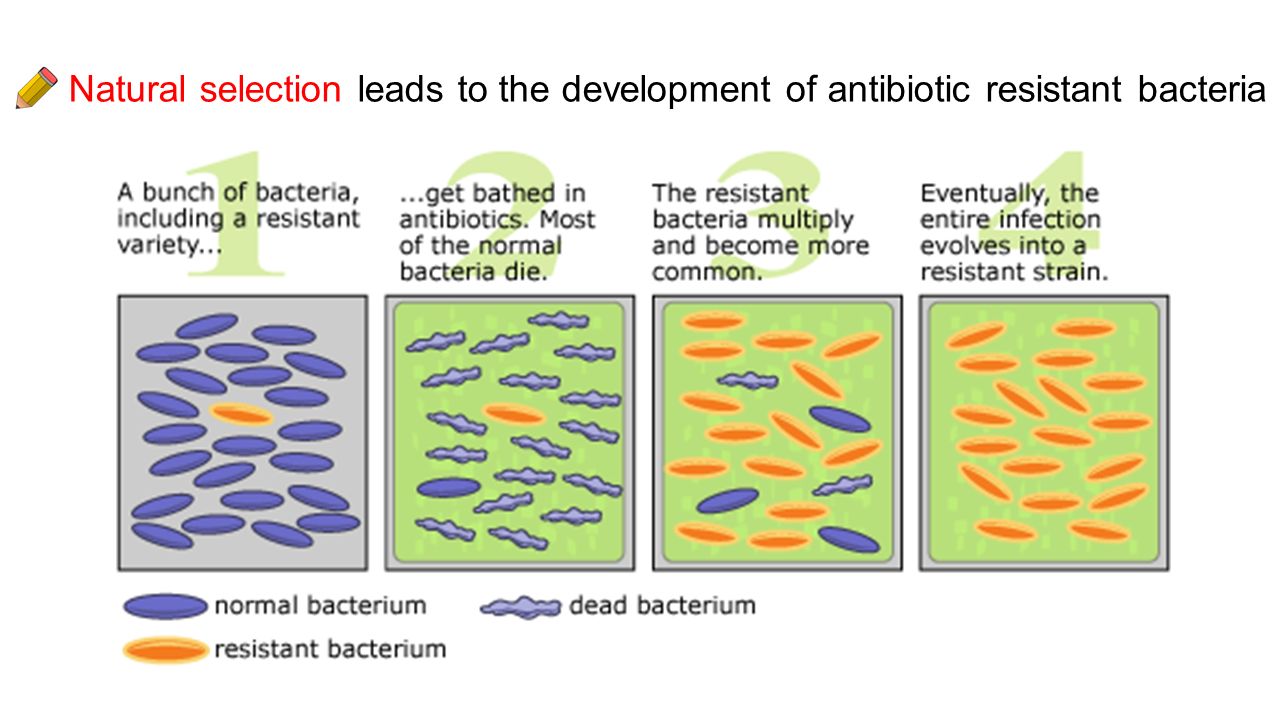 Natural selection leads to the development of antibiotic resistant bacteria
1
A bunch of bacteria,
including a resistant
variety...
2
...get bathed in
antibiotics. Most
of the normal
bacteria die.
3
The resistant
bacteria multiply
and become more
common.
4
Eventually, the
entire infection
evolves into a
resistant strain.
normal bacterium
dead bacterium
resistant bacterium